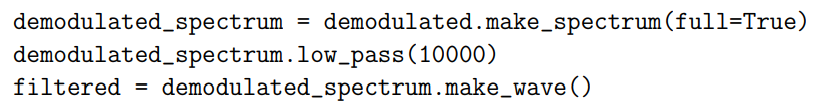 demodulated_spectrum = demodulated.make_spectrum(full=True)
demodulated_spectrum.low_pass(10000)
filtered = demodulated_spectrum.make_wave()